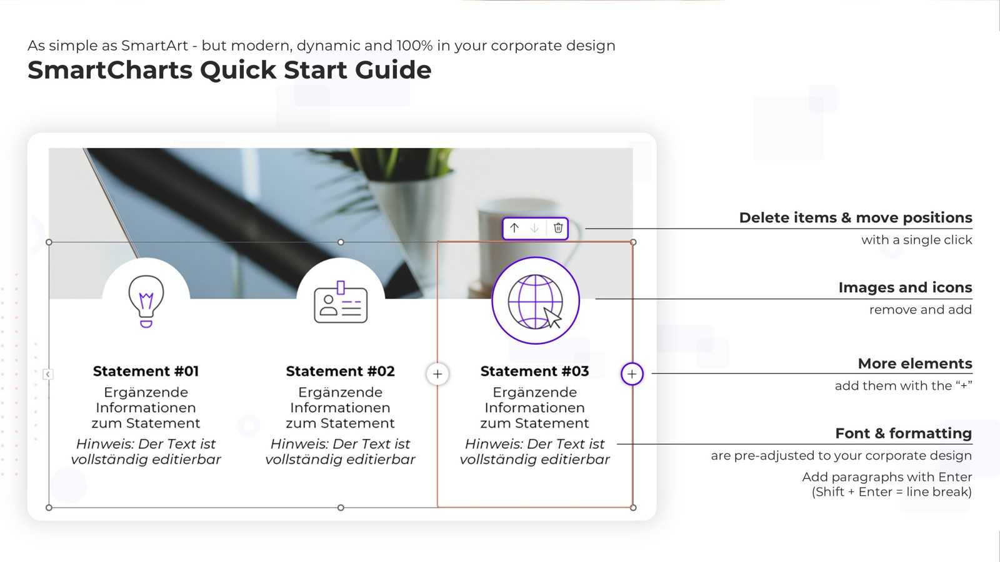 As simple as SmartArt - but modern, dynamic and 100% in your corporate design
SmartCharts Quick Start Guide
Statement #01
Ergänzende
Informationen
zum Statement
Hinweis: Der Text ist
vollständig editierbar
Statement #02
Ergänzende
Informationen
zum Statement
Hinweis: Der Text ist
vollständig editierbar
Statement #03
Ergänzende
Informationen
zum Statement
Hinweis: Der Text ist
vollständig editierbar
Delete items & move positions
with a single click
Images and icons
remove and add
More elements
add them with the “+”
Font & formatting
are pre-adjusted to your corporate design
Add paragraphs with Enter
(Shift + Enter = line break)